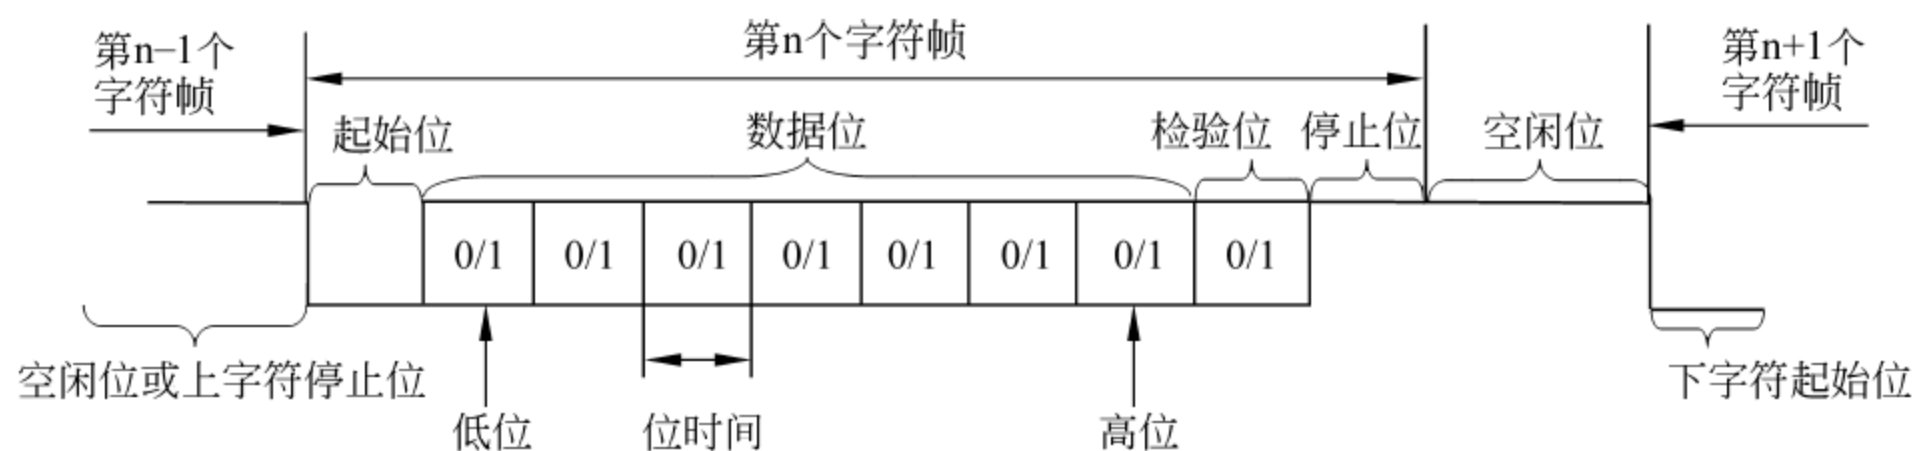 第n−1个
字符帧
第n个字符帧
第n+1个
字符帧
起始位
数据位
检验位
停止位
空闲位
0/1
0/1
0/1
0/1
0/1
0/1
0/1
0/1
空闲位或上字符停止位
下字符起始位
低位
位时间
高位